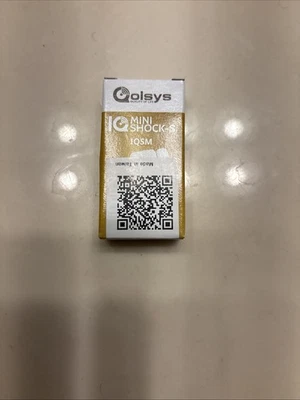 Qolsys
IQ MINI
SHOCK-S
IQSM
Made in Taiwan